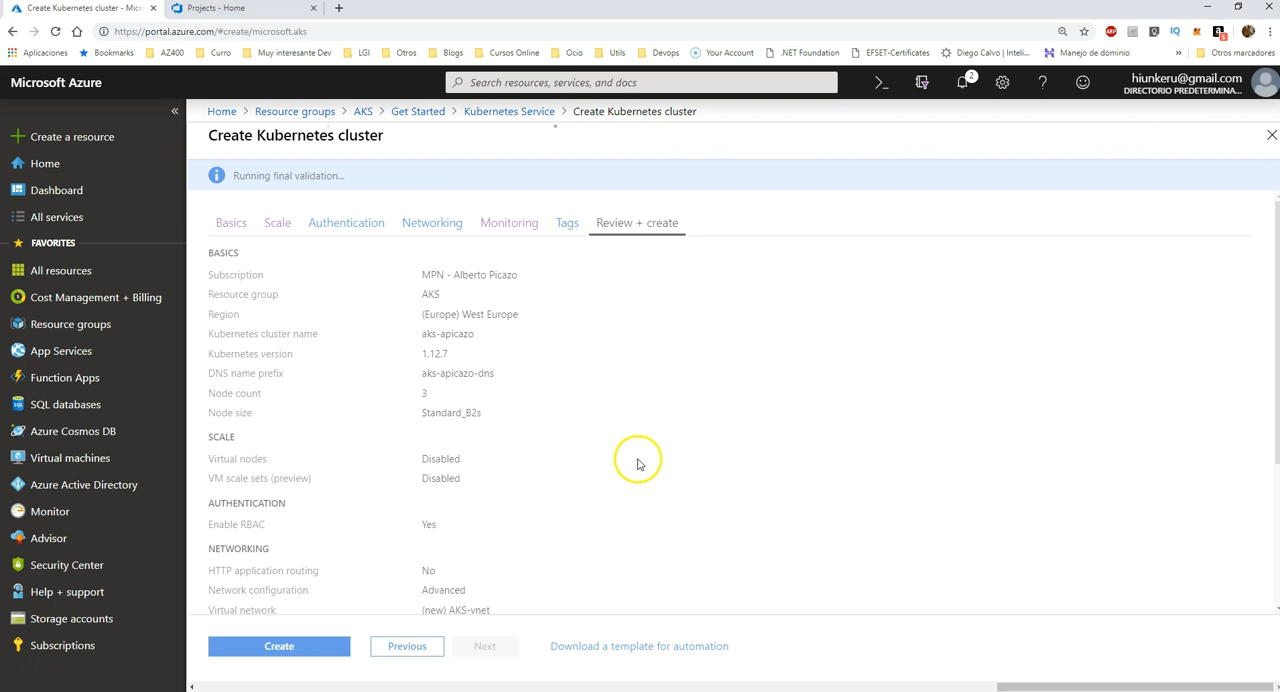 Create Kubernetes cluster - Micr
Projects - Home
https://portal.azure.com/#create/microsoft.aks
Aplicaciones
Bookmarks
AZ400
Curro
Muy interesante Dev
LGI
Otros
Blogs
Cursos Online
Ocio
Utils
Devops
Your Account
.NET Foundation
EFSET-Certificates
Diego Calvo | Inteli...
Manejo de dominio
»
Otros marcadores
Microsoft Azure
Search resources, services, and docs
2
hiunkeru@gmail.com
DIRECTORIO PREDETERMINA...
«
Create a resource
Home
Dashboard
All services
FAVORITES
All resources
Cost Management + Billing
Resource groups
App Services
Function Apps
SQL databases
Azure Cosmos DB
Virtual machines
Azure Active Directory
Monitor
Advisor
Security Center
Help + support
Storage accounts
Subscriptions
Home > Resource groups > AKS > Get Started > Kubernetes Service > Create Kubernetes cluster
Create Kubernetes cluster
Running final validation...
Basics Scale Authentication Networking Monitoring Tags Review + create
BASICS
Subscription MPN - Alberto Picazo
Resource group AKS
Region (Europe) West Europe
Kubernetes cluster name aks-apicazo
Kubernetes version 1.12.7
DNS name prefix aks-apicazo-dns
Node count 3
Node size Standard_B2s
SCALE
Virtual nodes Disabled
VM scale sets (preview) Disabled
AUTHENTICATION
Enable RBAC Yes
NETWORKING
HTTP application routing No
Network configuration Advanced
Virtual network (new) AKS-vnet
Create Previous Next Download a template for automation